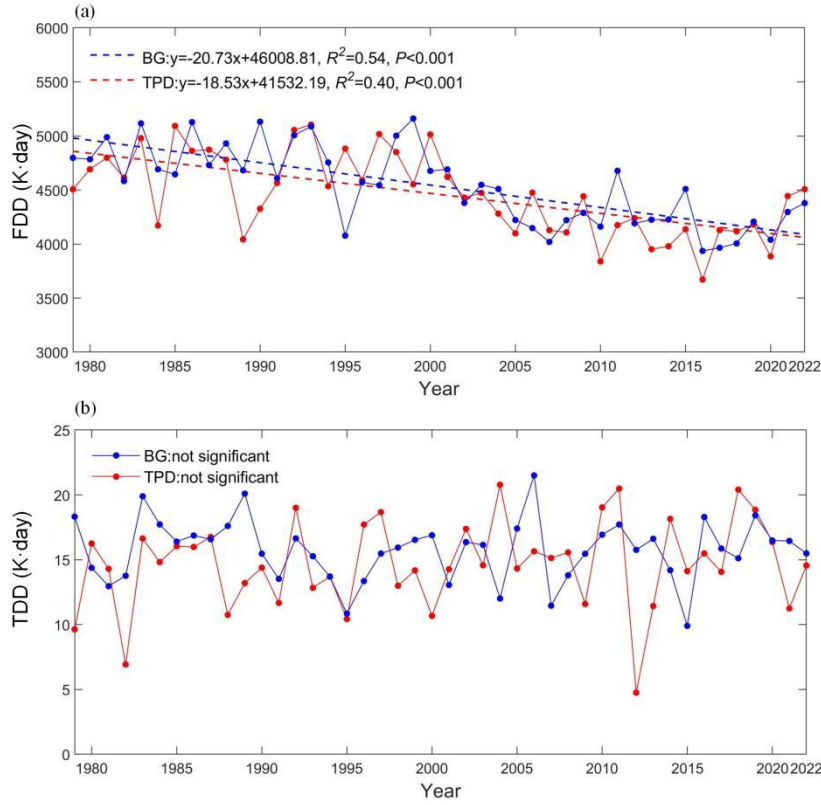 (a)
6000
5500
5000
4500
4000
3500
3000
FDD (K·day)
BG:y=-20.73x+46008.81, R²=0.54, P<0.001
TPD:y=-18.53x+41532.19, R²=0.40, P<0.001
1980 1985 1990 1995 2000 2005 2010 2015 2020 2022
Year
(b)
25
20
15
10
5
0
TDD (K·day)
BG:not significant
TPD:not significant
1980 1985 1990 1995 2000 2005 2010 2015 2020 2022
Year